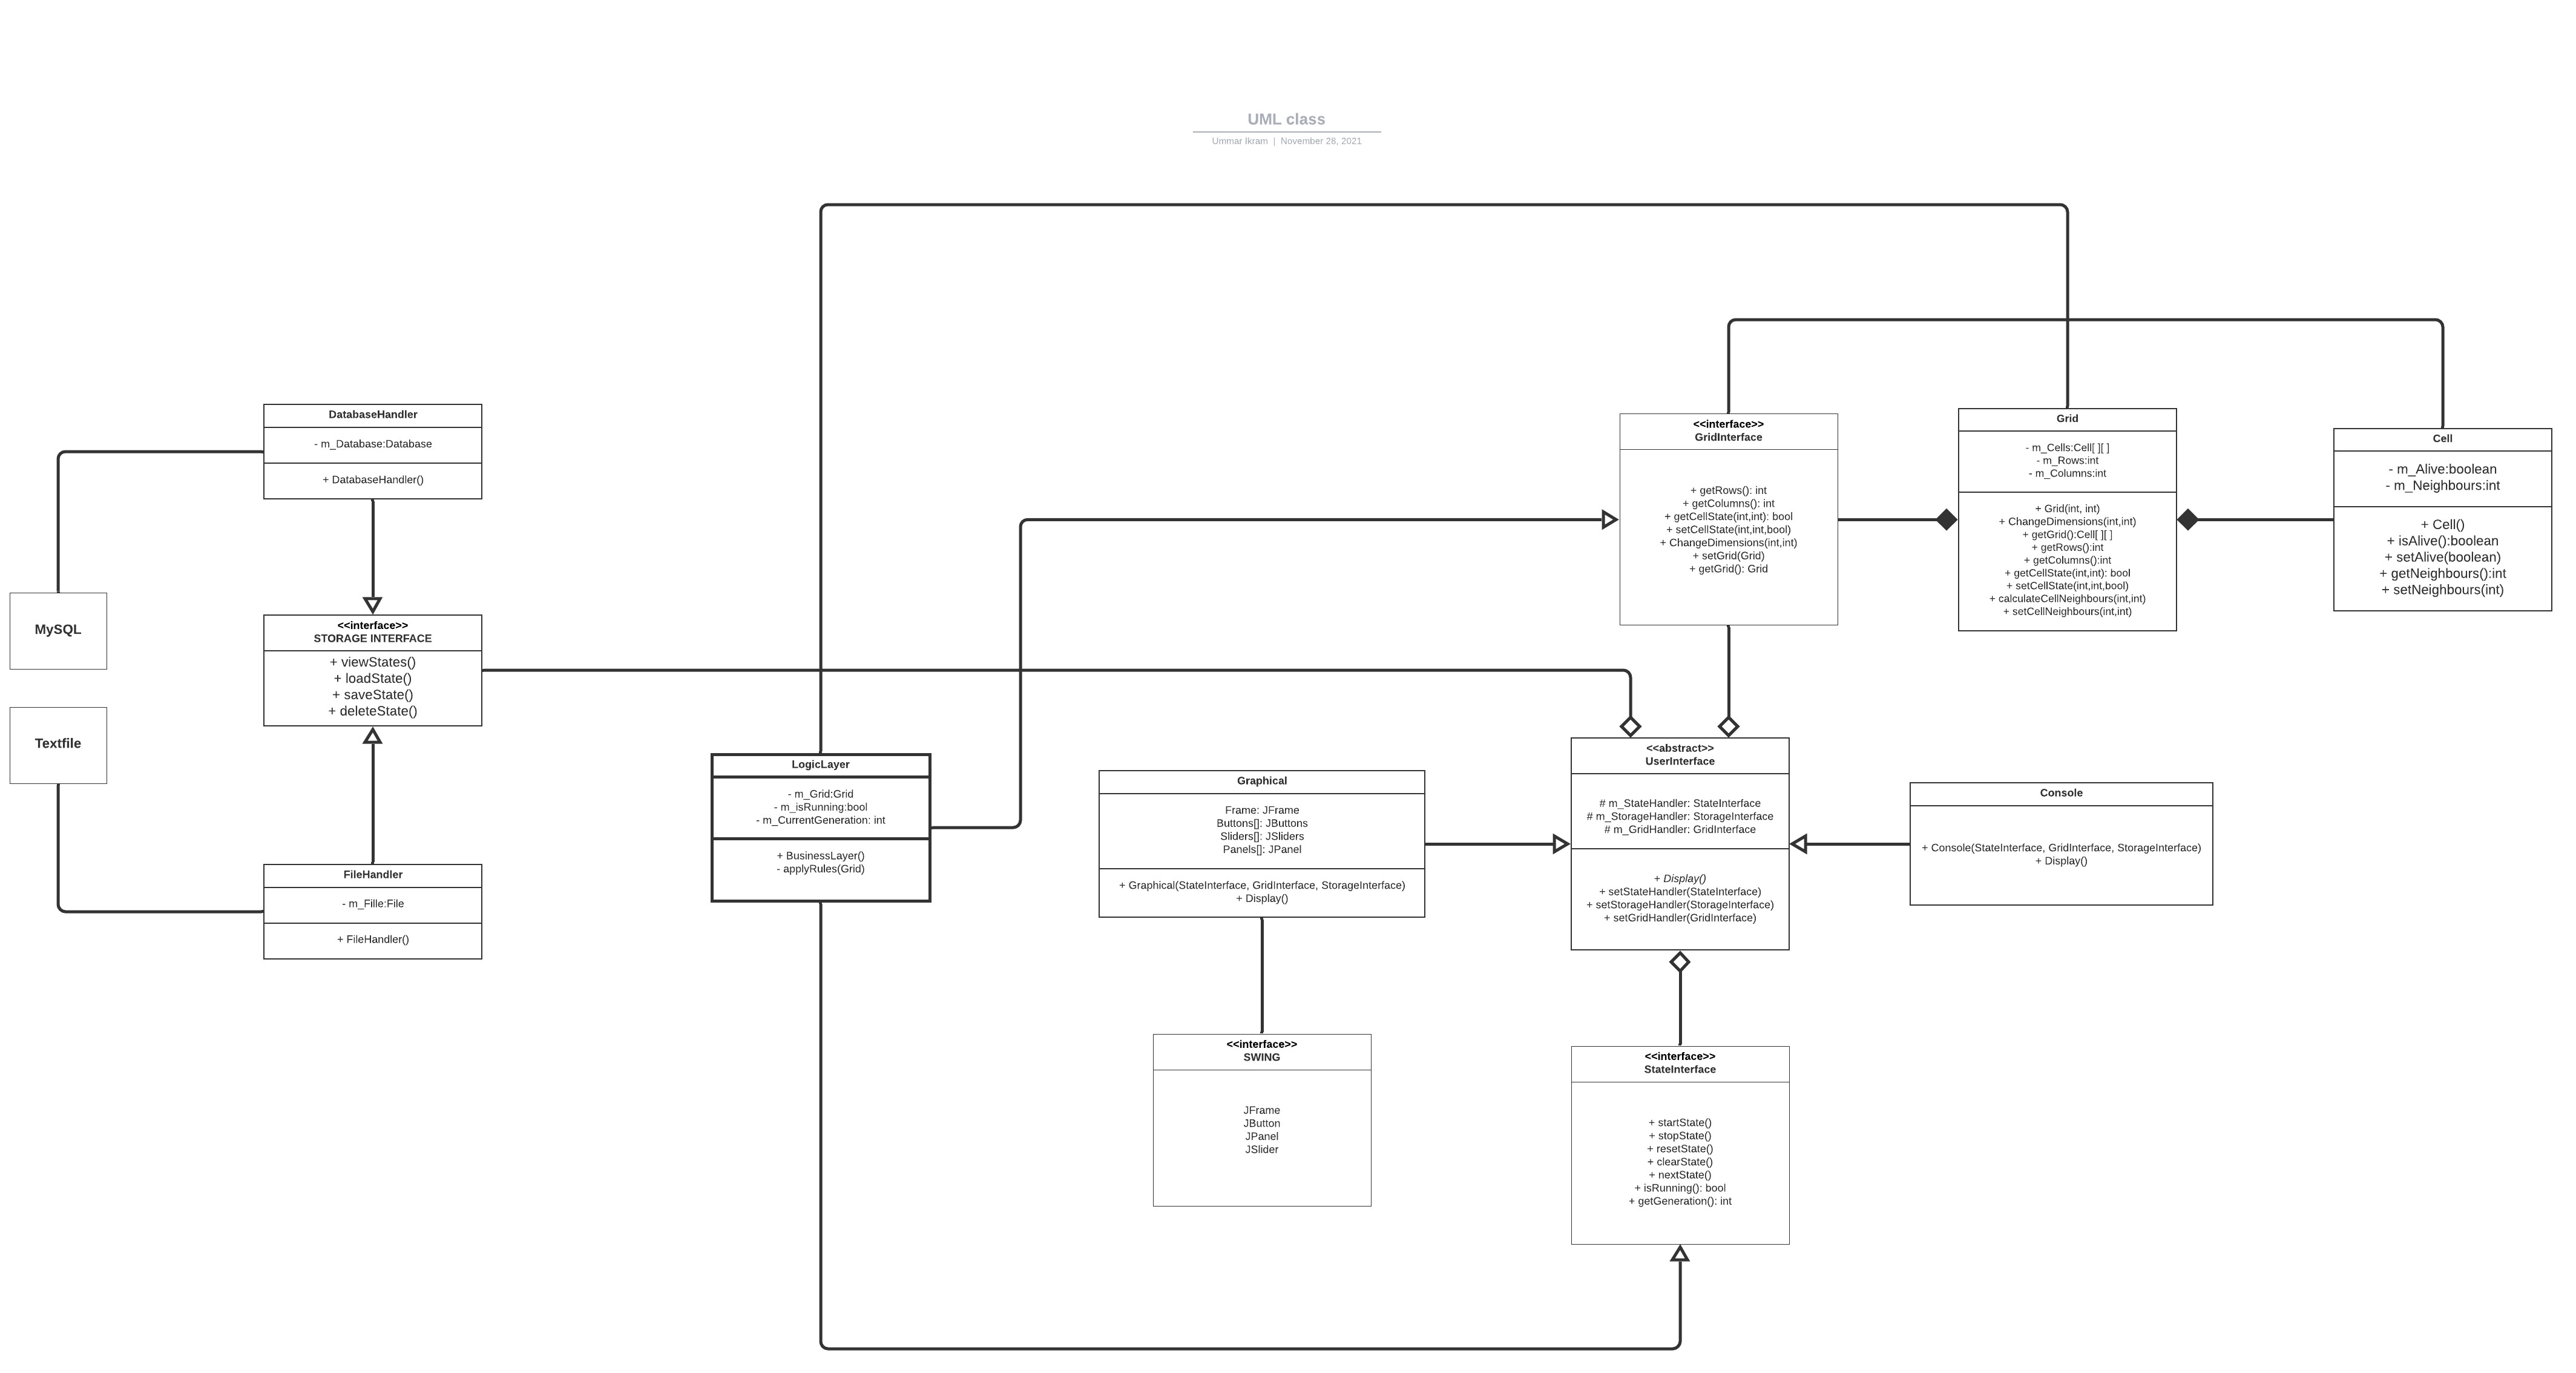 UML class
Ummar Ikram | November 28, 2021
DatabaseHandler
- m_Database:Database
+ DatabaseHandler()
MySQL
Textfile
<<interface>>
STORAGE INTERFACE
+ viewStates()
+ loadState()
+ saveState()
+ deleteState()
FileHandler
- m_Fille:File
+ FileHandler()
LogicLayer
- m_Grid:Grid
- m_isRunning:bool
- m_CurrentGeneration: int
+ BusinessLayer()
- applyRules(Grid)
<<interface>>
GridInterface
+ getRows(): int
+ getColumns(): int
+ getCellState(int,int): bool
+ setCellState(int,int,bool)
+ ChangeDimensions(int,int)
+ setGrid(Grid)
+ getGrid(): Grid
Grid
- m_Cells:Cell[ ][ ]
- m_Rows:int
- m_Columns:int
+ Grid(int, int)
+ ChangeDimensions(int,int)
+ getGrid():Cell[ ][ ]
+ getRows():int
+ getColumns():int
+ getCellState(int,int): bool
+ setCellState(int,int,bool)
+ calculateCellNeighbours(int,int)
+ setCellNeighbours(int,int)
Cell
- m_Alive:boolean
- m_Neighbours:int
+ Cell()
+ isAlive():boolean
+ setAlive(boolean)
+ getNeighbours():int
+ setNeighbours(int)
Graphical
Frame: JFrame
Buttons[]: JButtons
Sliders[]: JSliders
Panels[]: JPanel
+ Graphical(StateInterface, GridInterface, StorageInterface)
+ Display()
<<abstract>>
UserInterface
# m_StateHandler: StateInterface
# m_StorageHandler: StorageInterface
# m_GridHandler: GridInterface
+ Display()
+ setStateHandler(StateInterface)
+ setStorageHandler(StorageInterface)
+ setGridHandler(GridInterface)
Console
+ Console(StateInterface, GridInterface, StorageInterface)
+ Display()
<<interface>>
SWING
JFrame
JButton
JPanel
JSlider
<<interface>>
StateInterface
+ startState()
+ stopState()
+ resetState()
+ clearState()
+ nextState()
+ isRunning(): bool
+ getGeneration(): int